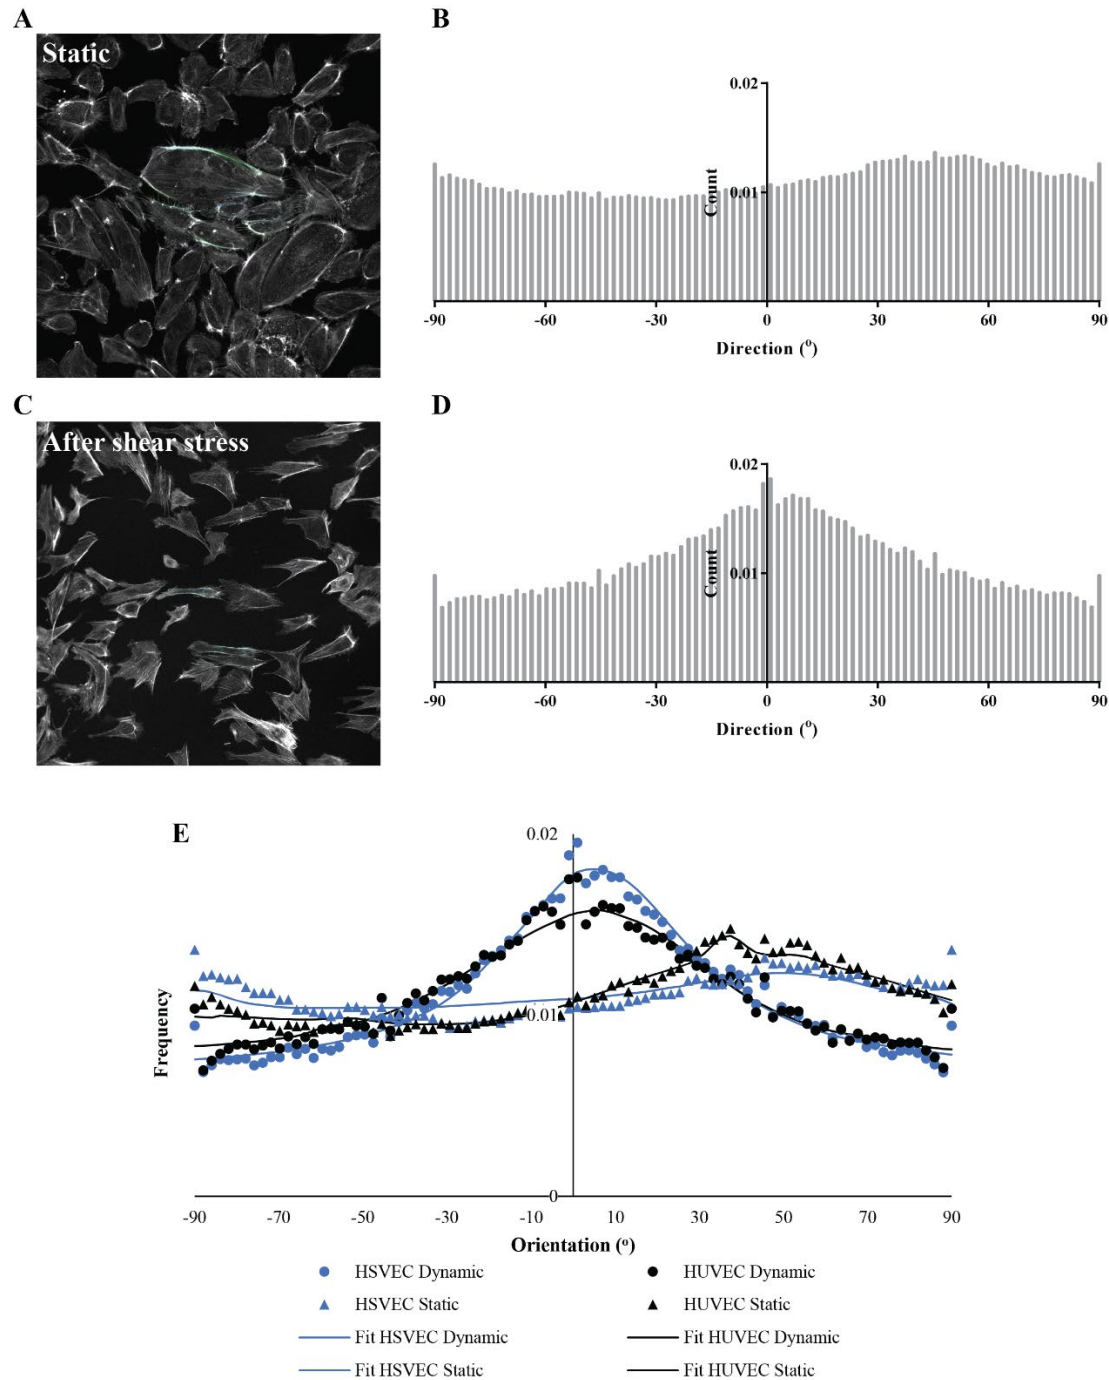 A
Static
B
0.02
0.01
Count
-90 -60 -30 0 30 60 90
Direction (o)
C
After shear stress
D
0.02
0.01
Count
-90 -60 -30 0 30 60 90
Direction (o)
E
0.02
0.01
0
Frequency
-90 -70 -50 -30 -10 10 30 50 70 90
Orientation (o)
HSVEC Dynamic HUVEC Dynamic
HSVEC Static HUVEC Static
Fit HSVEC Dynamic Fit HUVEC Dynamic
Fit HSVEC Static Fit HUVEC Static